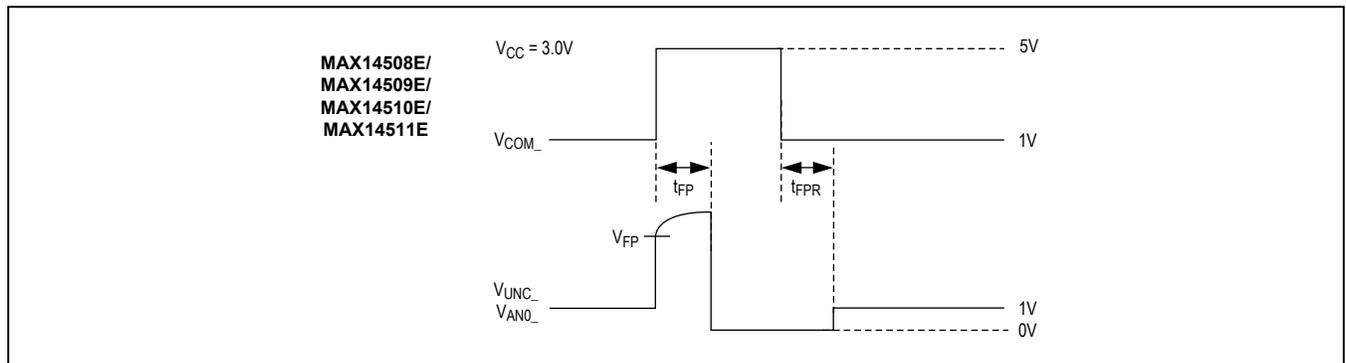 MAX14508E/
MAX14509E/
MAX14510E/
MAX14511E
VCC = 3.0V
5V
VCOM_
1V
tFP
tFPR
VFP
VUNC_
VAN0_
1V
0V